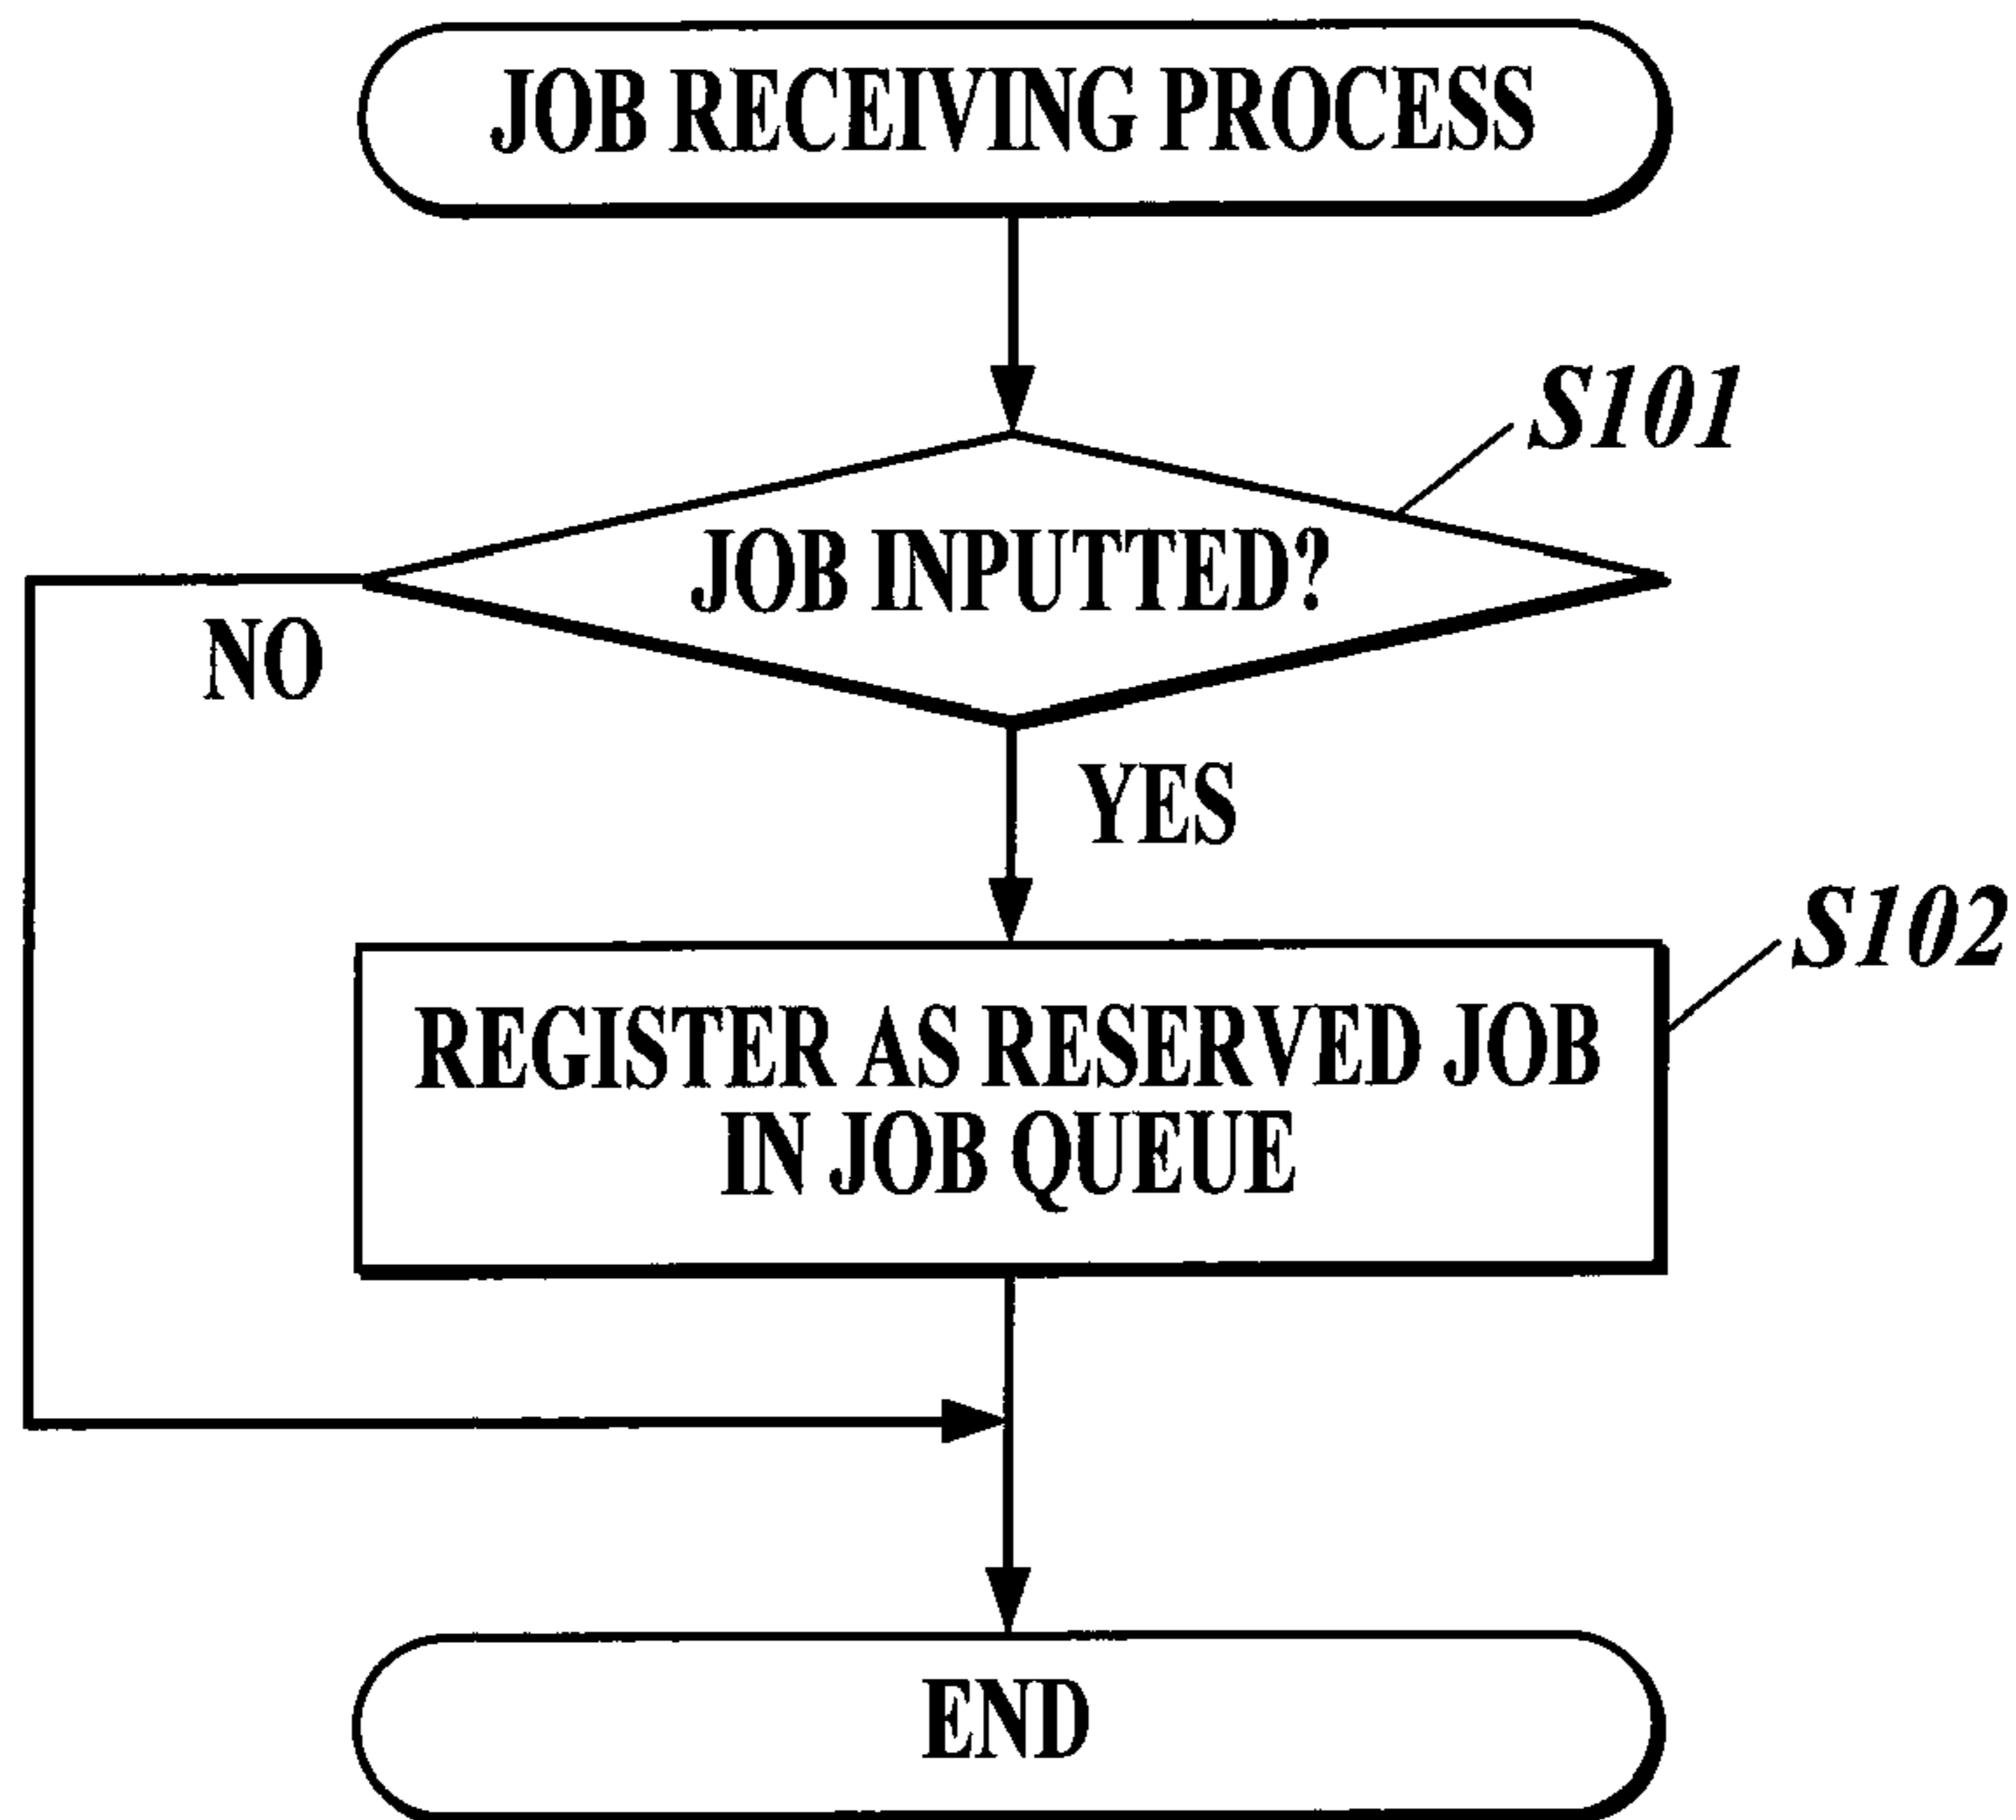 JOB RECEIVING PROCESS
S101
JOB INPUTTED?
NO
YES
S102
REGISTER AS RESERVED JOB
IN JOB QUEUE
END